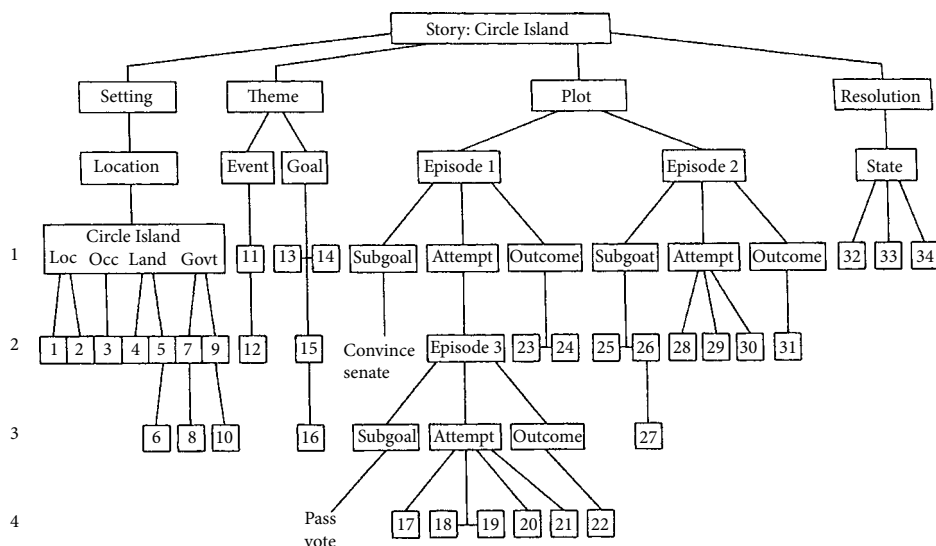 Story: Circle Island
Setting Theme Plot Resolution
Location Event Goal Episode 1 Episode 2 State
Circle Island
1 Loc Occ Land Govt 11 13 14 Subgoal Attempt Outcome Subgoat Attempt Outcome 32 33 34
2 1 2 3 4 5 7 9 12 15 Convince Episode 3 23 24 25 26 28 29 30 31
senate
3 6 8 10 16 Subgoal Attempt Outcome 27
4 Pass 17 18 19 20 21 22
vote